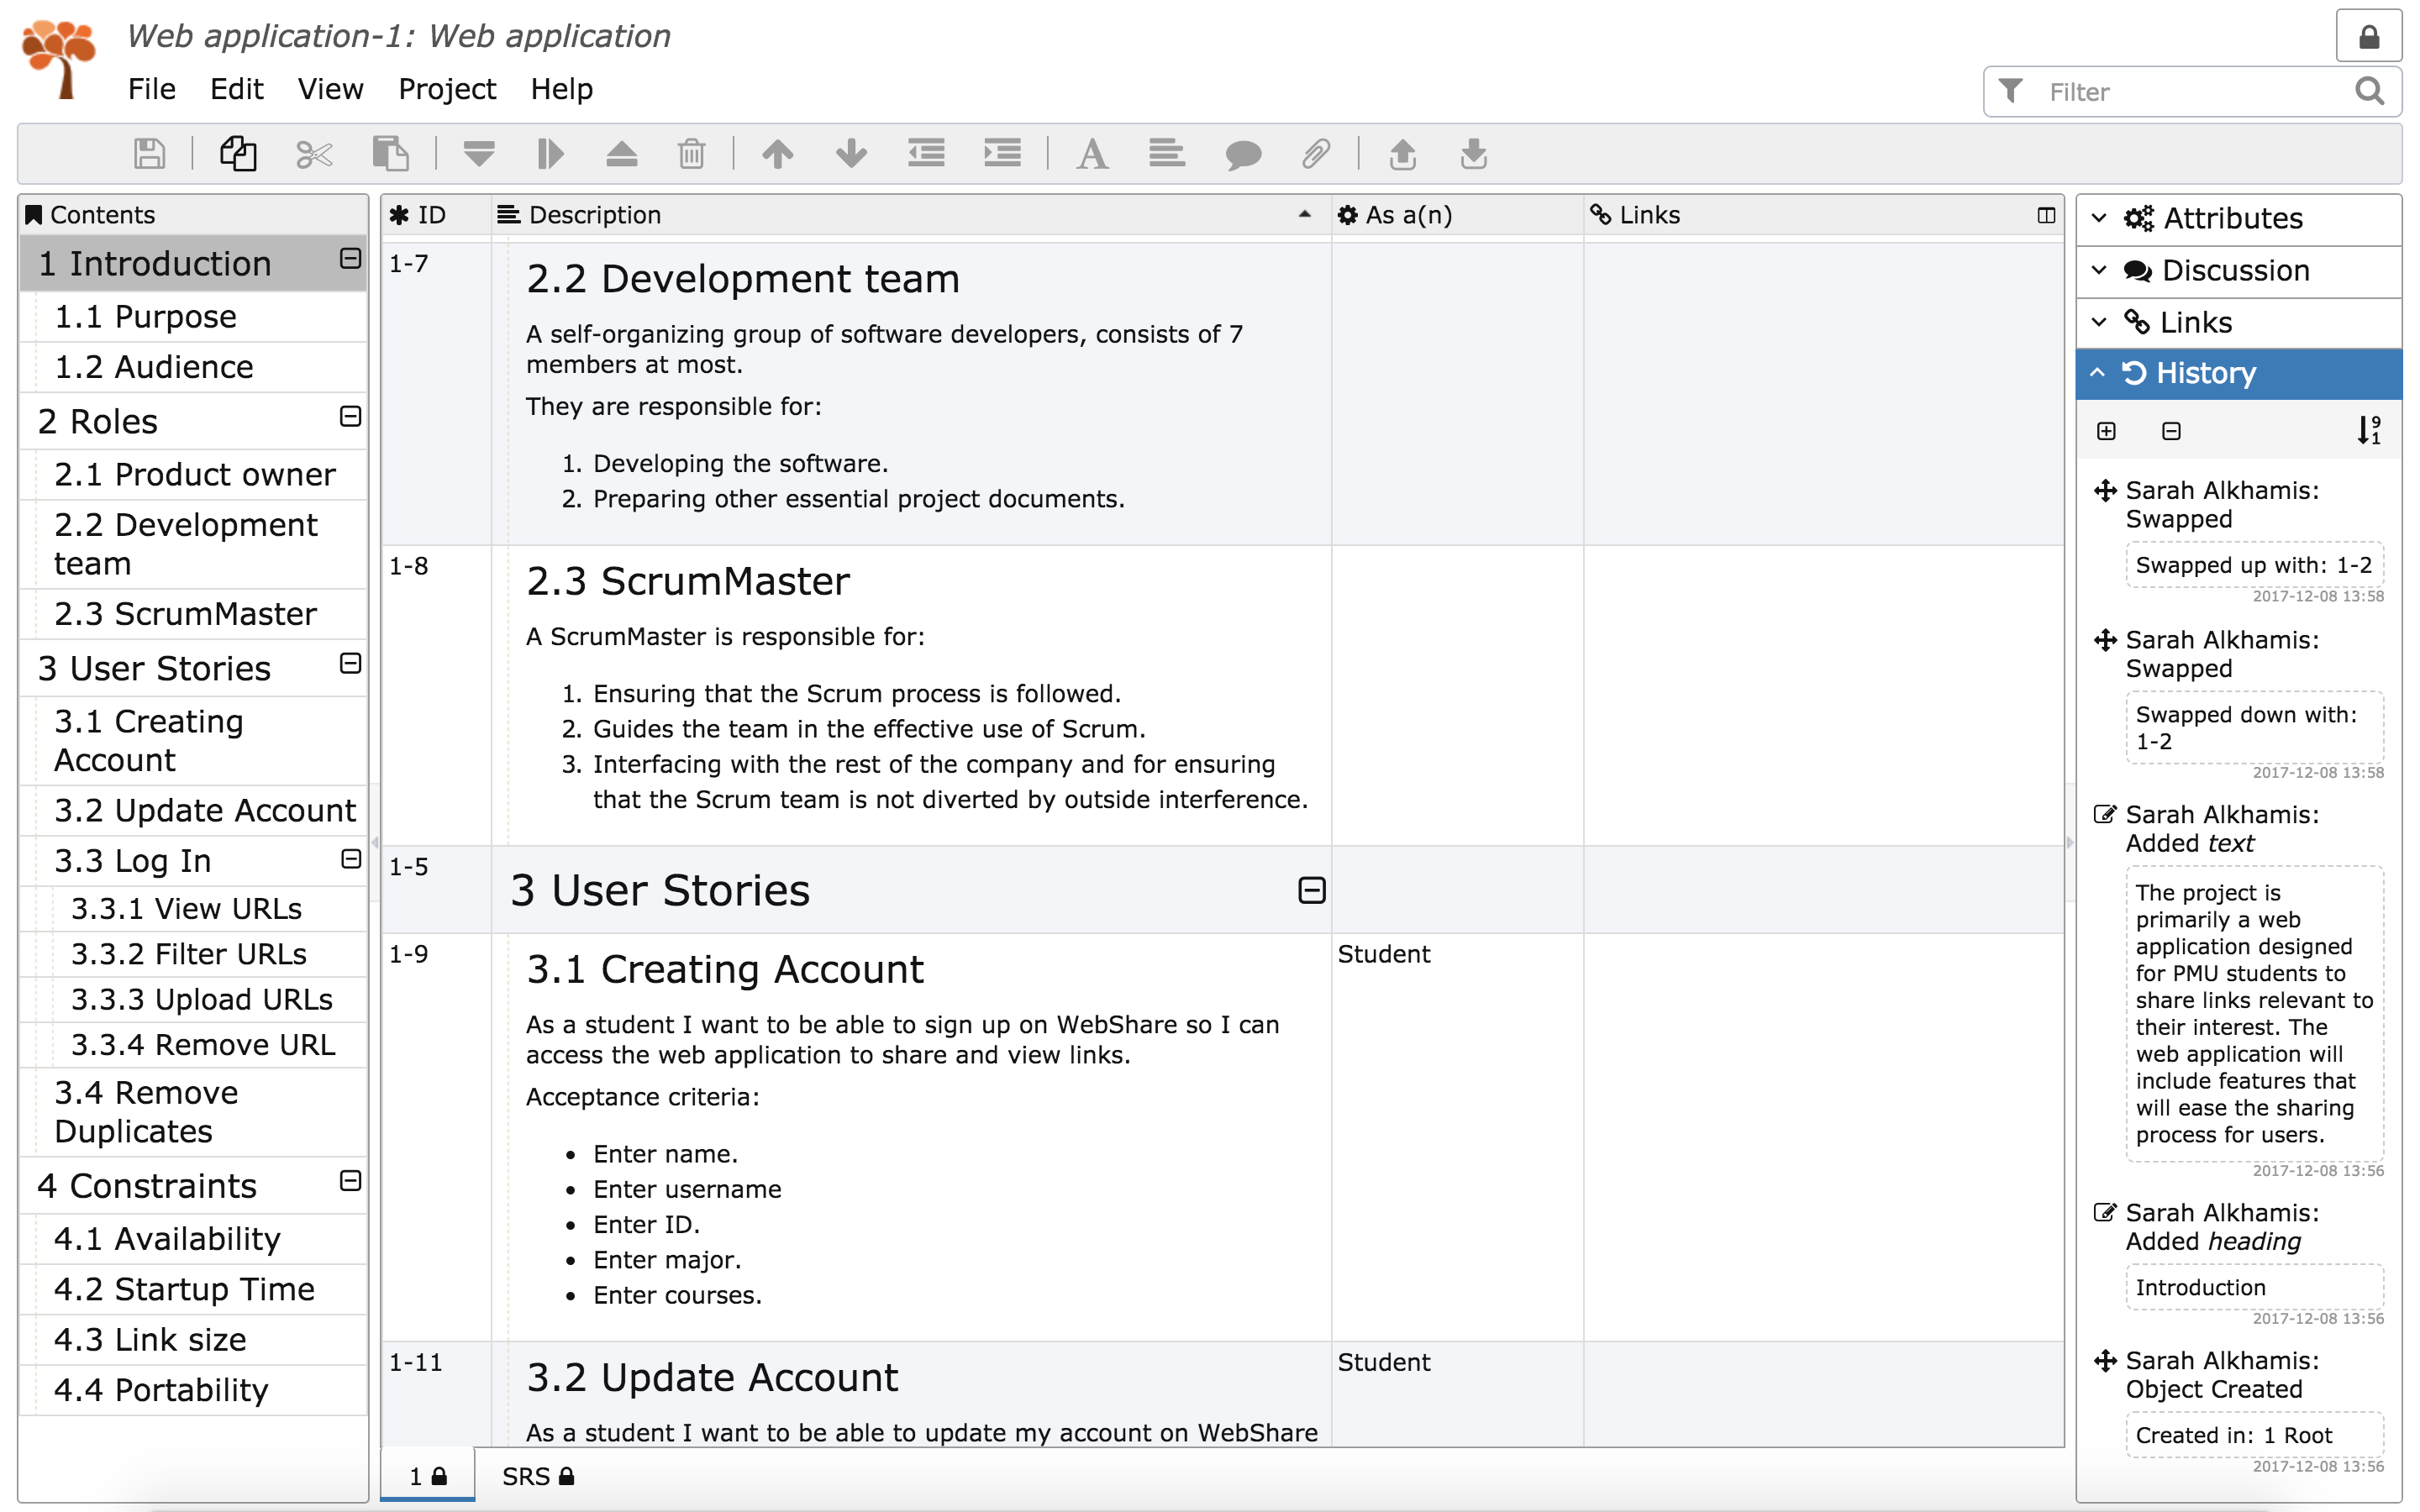 Web application-1: Web application
File Edit View Project Help
Filter
Contents
1 Introduction
1.1 Purpose
1.2 Audience
2 Roles
2.1 Product owner
2.2 Development
team
2.3 ScrumMaster
3 User Stories
3.1 Creating
Account
3.2 Update Account
3.3 Log In
3.3.1 View URLs
3.3.2 Filter URLs
3.3.3 Upload URLs
3.3.4 Remove URL
3.4 Remove
Duplicates
4 Constraints
4.1 Availability
4.2 Startup Time
4.3 Link size
4.4 Portability
ID Description As a(n) Links
1-7
2.2 Development team
A self-organizing group of software developers, consists of 7
members at most.
They are responsible for:
1. Developing the software.
2. Preparing other essential project documents.
1-8
2.3 ScrumMaster
A ScrumMaster is responsible for:
1. Ensuring that the Scrum process is followed.
2. Guides the team in the effective use of Scrum.
3. Interfacing with the rest of the company and for ensuring
that the Scrum team is not diverted by outside interference.
1-5
3 User Stories
1-9
3.1 Creating Account
Student
As a student I want to be able to sign up on WebShare so I can
access the web application to share and view links.
Acceptance criteria:
• Enter name.
• Enter username
• Enter ID.
• Enter major.
• Enter courses.
1-11
3.2 Update Account
Student
As a student I want to be able to update my account on WebShare
1
SRS
Attributes
Discussion
Links
History
9
1
Sarah Alkhamis:
Swapped
Swapped up with: 1-2
2017-12-08 13:58
Sarah Alkhamis:
Swapped
Swapped down with:
1-2
2017-12-08 13:58
Sarah Alkhamis:
Added text
The project is
primarily a web
application designed
for PMU students to
share links relevant to
their interest. The
web application will
include features that
will ease the sharing
process for users.
2017-12-08 13:56
Sarah Alkhamis:
Added heading
Introduction
2017-12-08 13:56
Sarah Alkhamis:
Object Created
Created in: 1 Root
2017-12-08 13:56